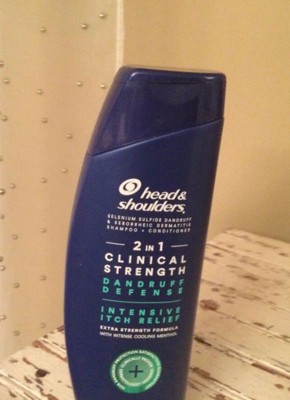 head &
shoulders
SELENIUM SULFIDE DANDRUFF
& SEBORRHEIC DERMATITIS
SHAMPOO + CONDITIONER
2 IN 1
CLINICAL
STRENGTH
DANDRUFF
DEFENSE
INTENSIVE
ITCH RELIEF
EXTRA STRENGTH FORMULA
WITH INTENSE COOLING MENTHOL